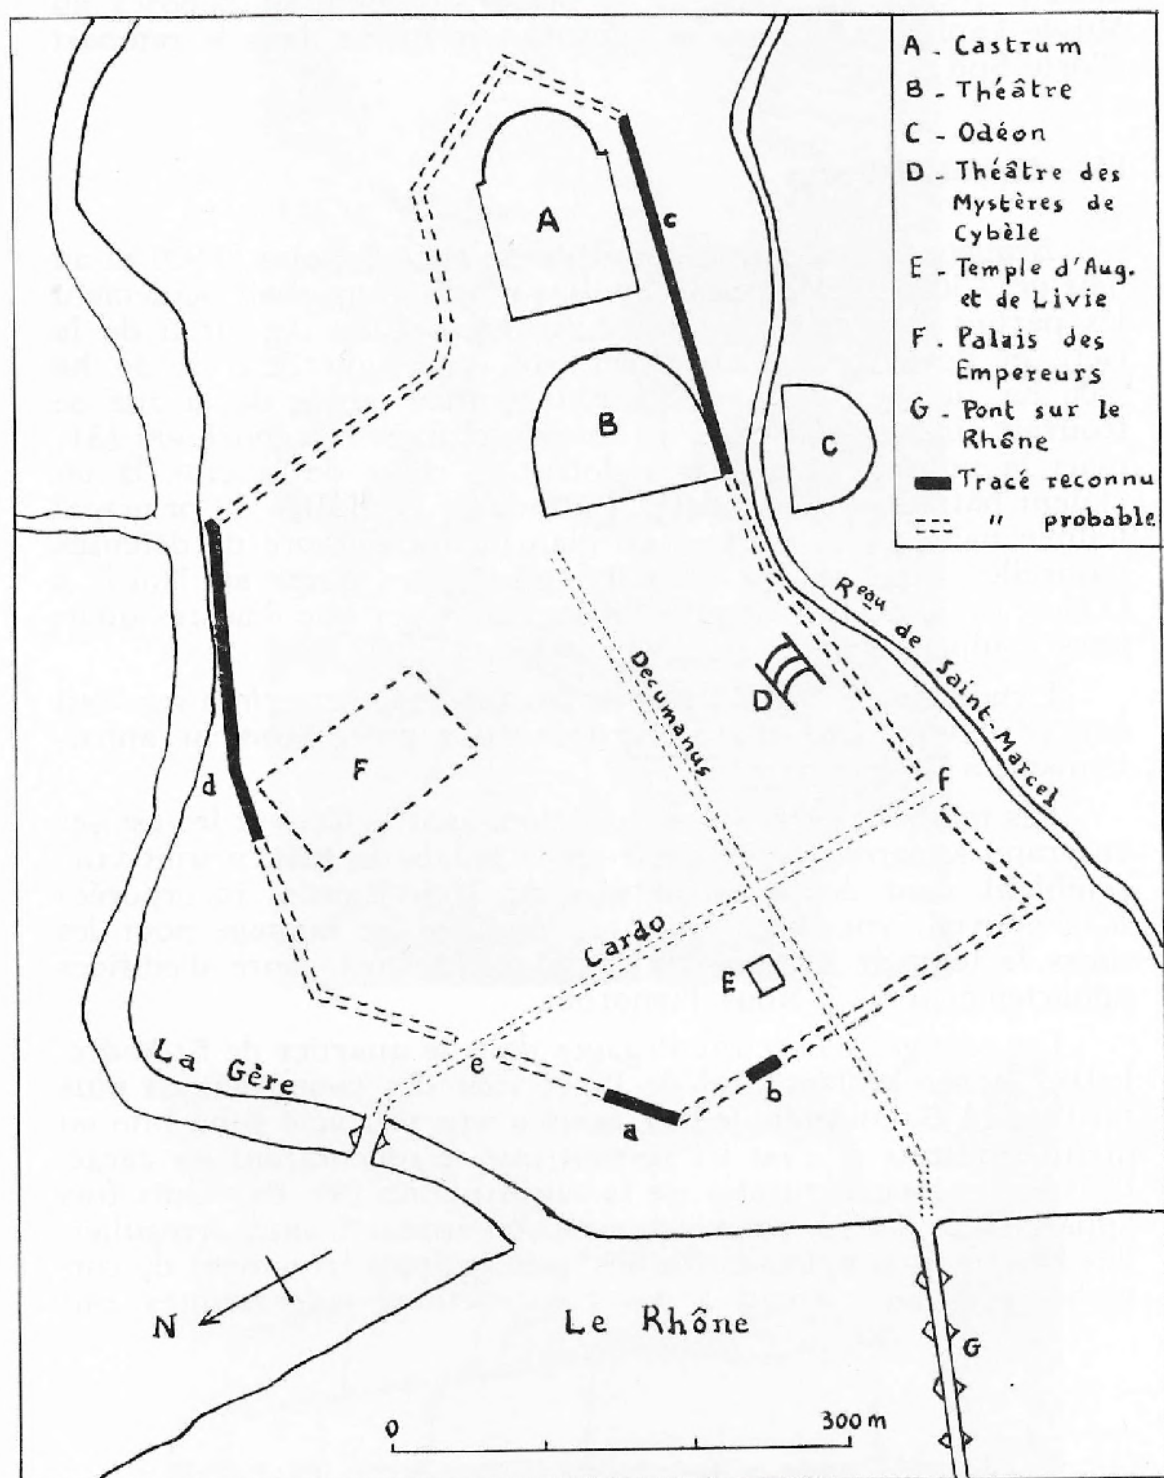 A - Castrum
B - Théâtre
C - Odéon
D - Théâtre des
Mystères de
Cybèle
E - Temple d'Aug.
et de Livie
F - Palais des
Empereurs
G - Pont sur le
Rhône
Tracé reconnu
" probable
A
c
B
C
Reau de Saint-Marcel
Decumanus
D
F
d
f
Cardo
E
e
b
a
La Gère
N
Le Rhône
G
0 300 m